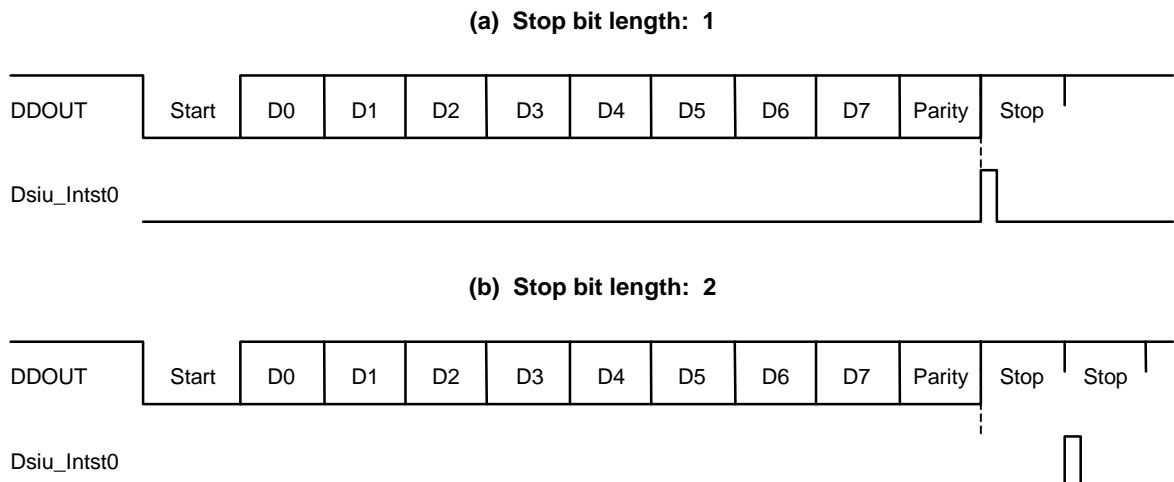 (a) Stop bit length: 1
DDOUT Start D0 D1 D2 D3 D4 D5 D6 D7 Parity Stop
Dsiu_Intst0
(b) Stop bit length: 2
DDOUT Start D0 D1 D2 D3 D4 D5 D6 D7 Parity Stop Stop
Dsiu_Intst0